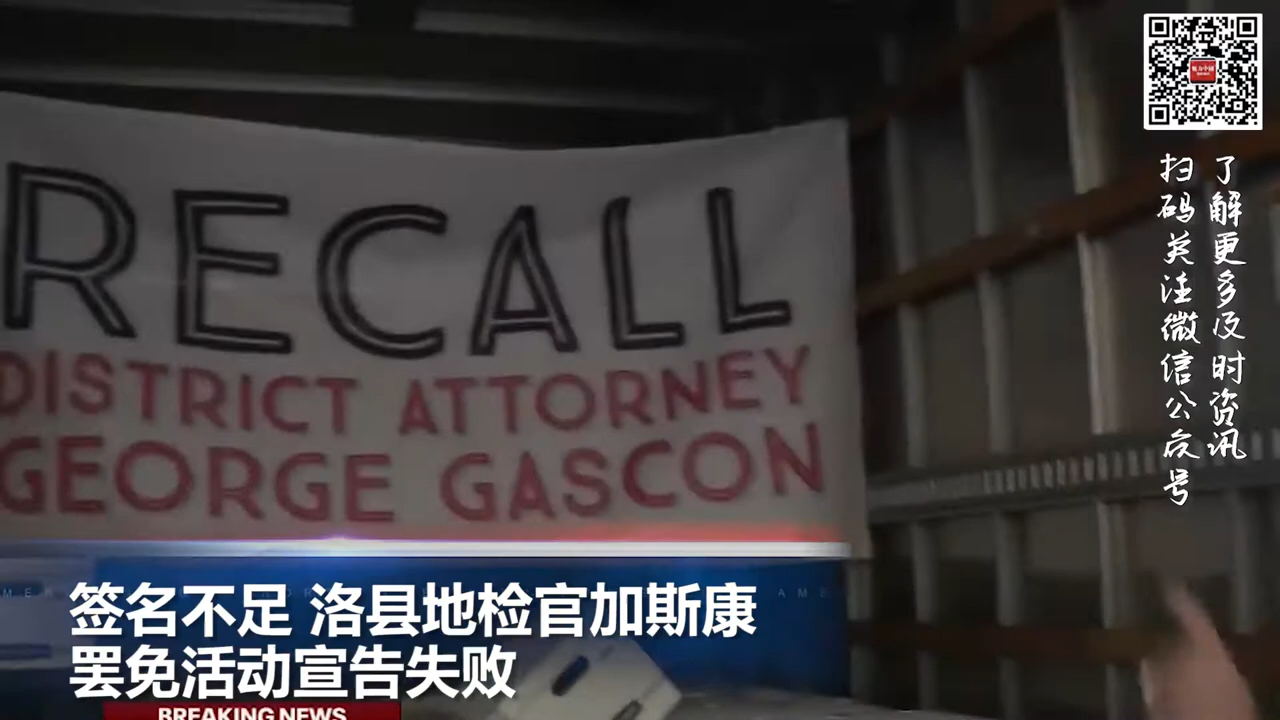 RECALL
DISTRICT ATTORNEY
GEORGE GASCON
了解更多及时资讯
扫码关注微信公众号
签名不足 洛县地检官加斯康
罢免活动宣告失败
BREAKING NEWS